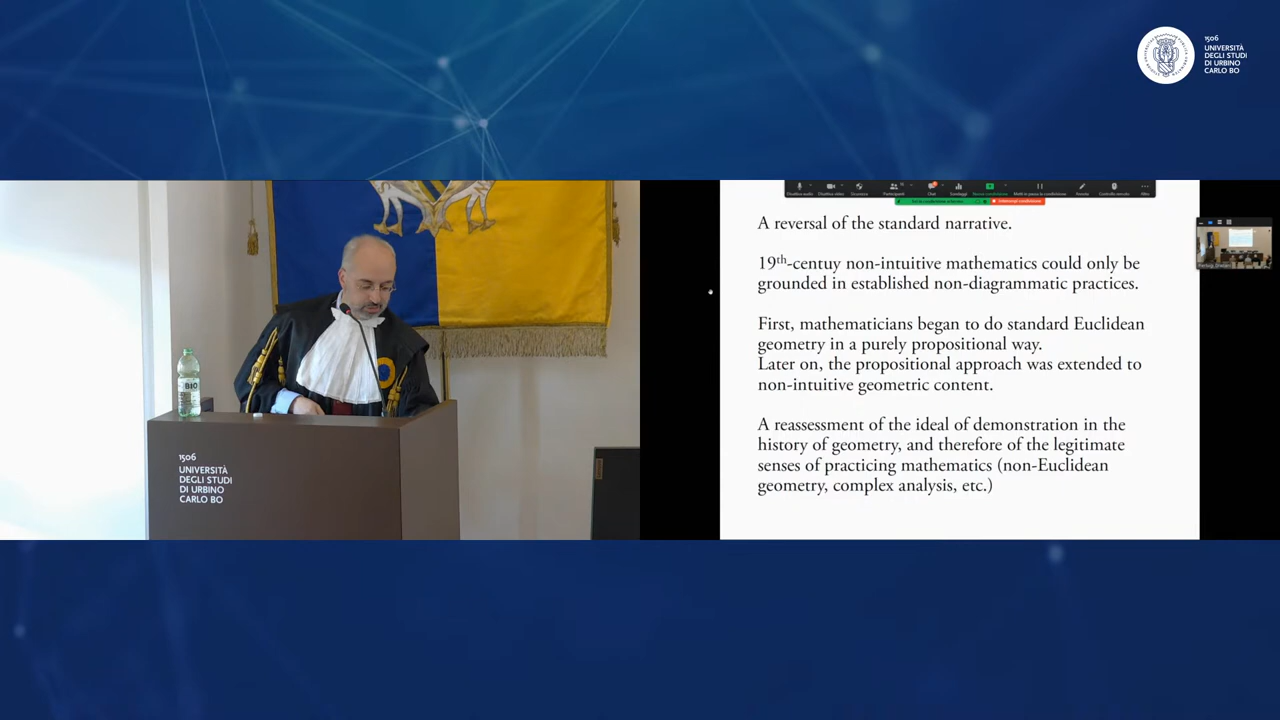 1506
UNIVERSITÀ
DEGLI STUDI
DI URBINO
CARLO BO
BIO
1506
UNIVERSITÀ
DEGLI STUDI
DI URBINO
CARLO BO
A reversal of the standard narrative.
19th-centuy non-intuitive mathematics could only be
grounded in established non-diagrammatic practices.
First, mathematicians began to do standard Euclidean
geometry in a purely propositional way.
Later on, the propositional approach was extended to
non-intuitive geometric content.
A reassessment of the ideal of demonstration in the
history of geometry, and therefore of the legitimate
senses of practicing mathematics (non-Euclidean
geometry, complex analysis, etc.)